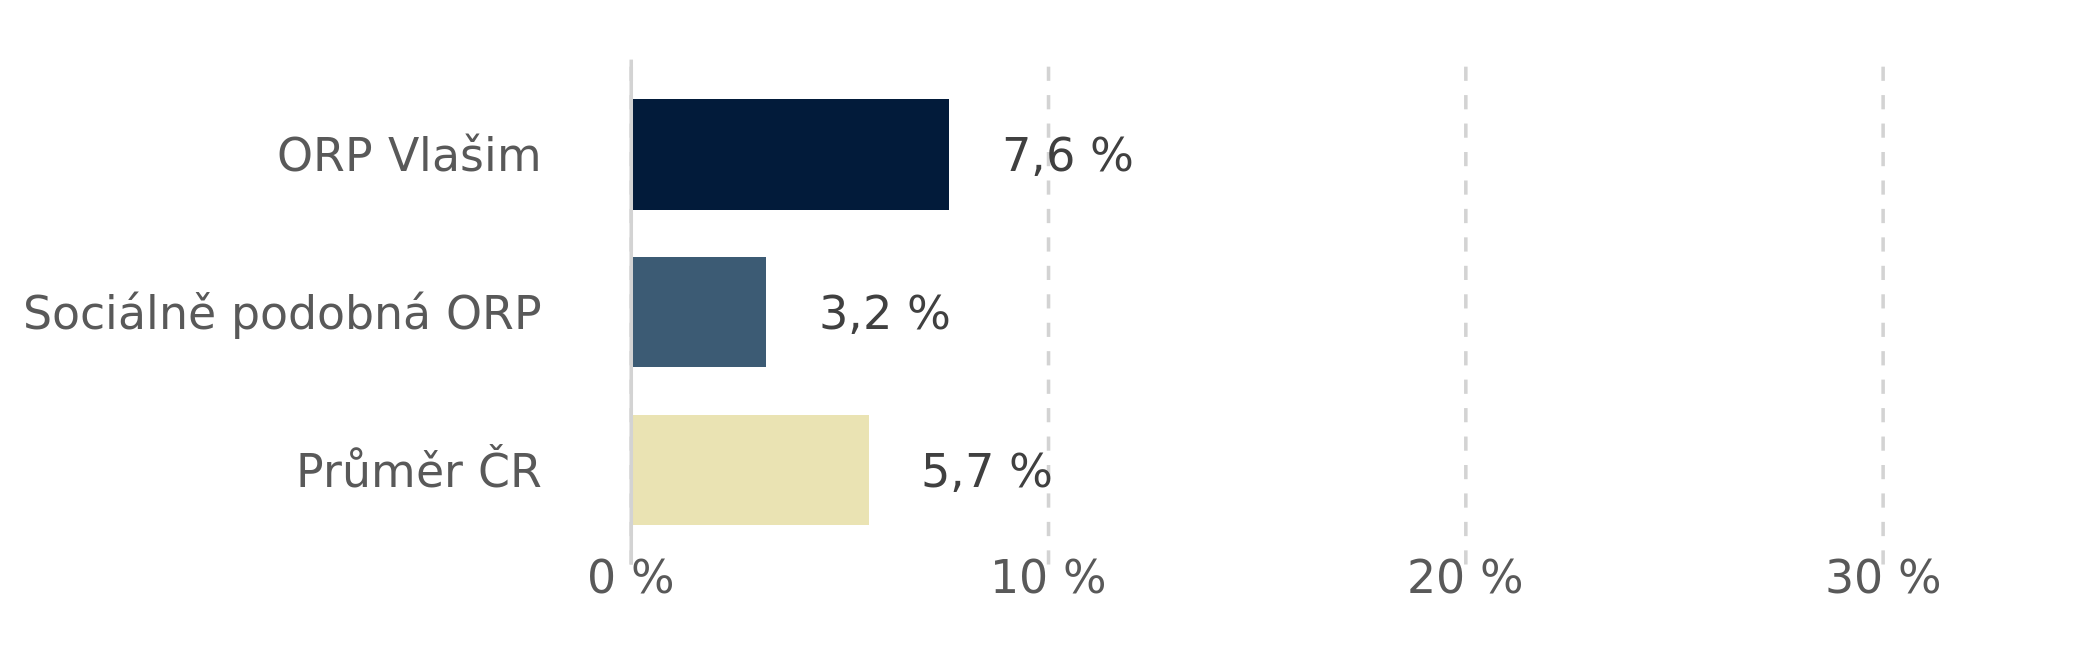 ORP Vlašim 7,6 %
Sociálně podobná ORP 3,2 %
Průměr ČR 5,7 %
0 % 10 % 20 % 30 %